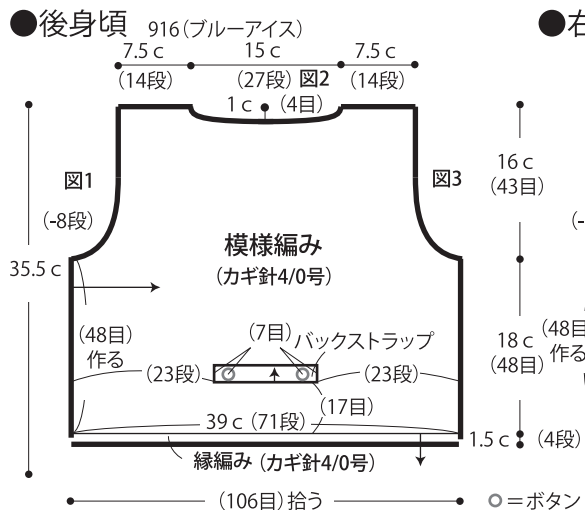 ●後身頃 916(ブルーアイス)
●右
7.5 c 15 c 7.5 c
(14段) (27段) 図2 (14段)
1 c (4目)
図1
図3
16 c
(43目)
(-8段)
(-
35.5 c
模様編み
(カギ針4/0号)
(48目)
作る
(7目) バックストラップ
(23段) (23段)
18 c
(48目)
(48目
作る
(17目)
39 c (71段)
1.5 c (4段)
縁編み (カギ針4/0号)
(106目) 拾う
○=ボタン